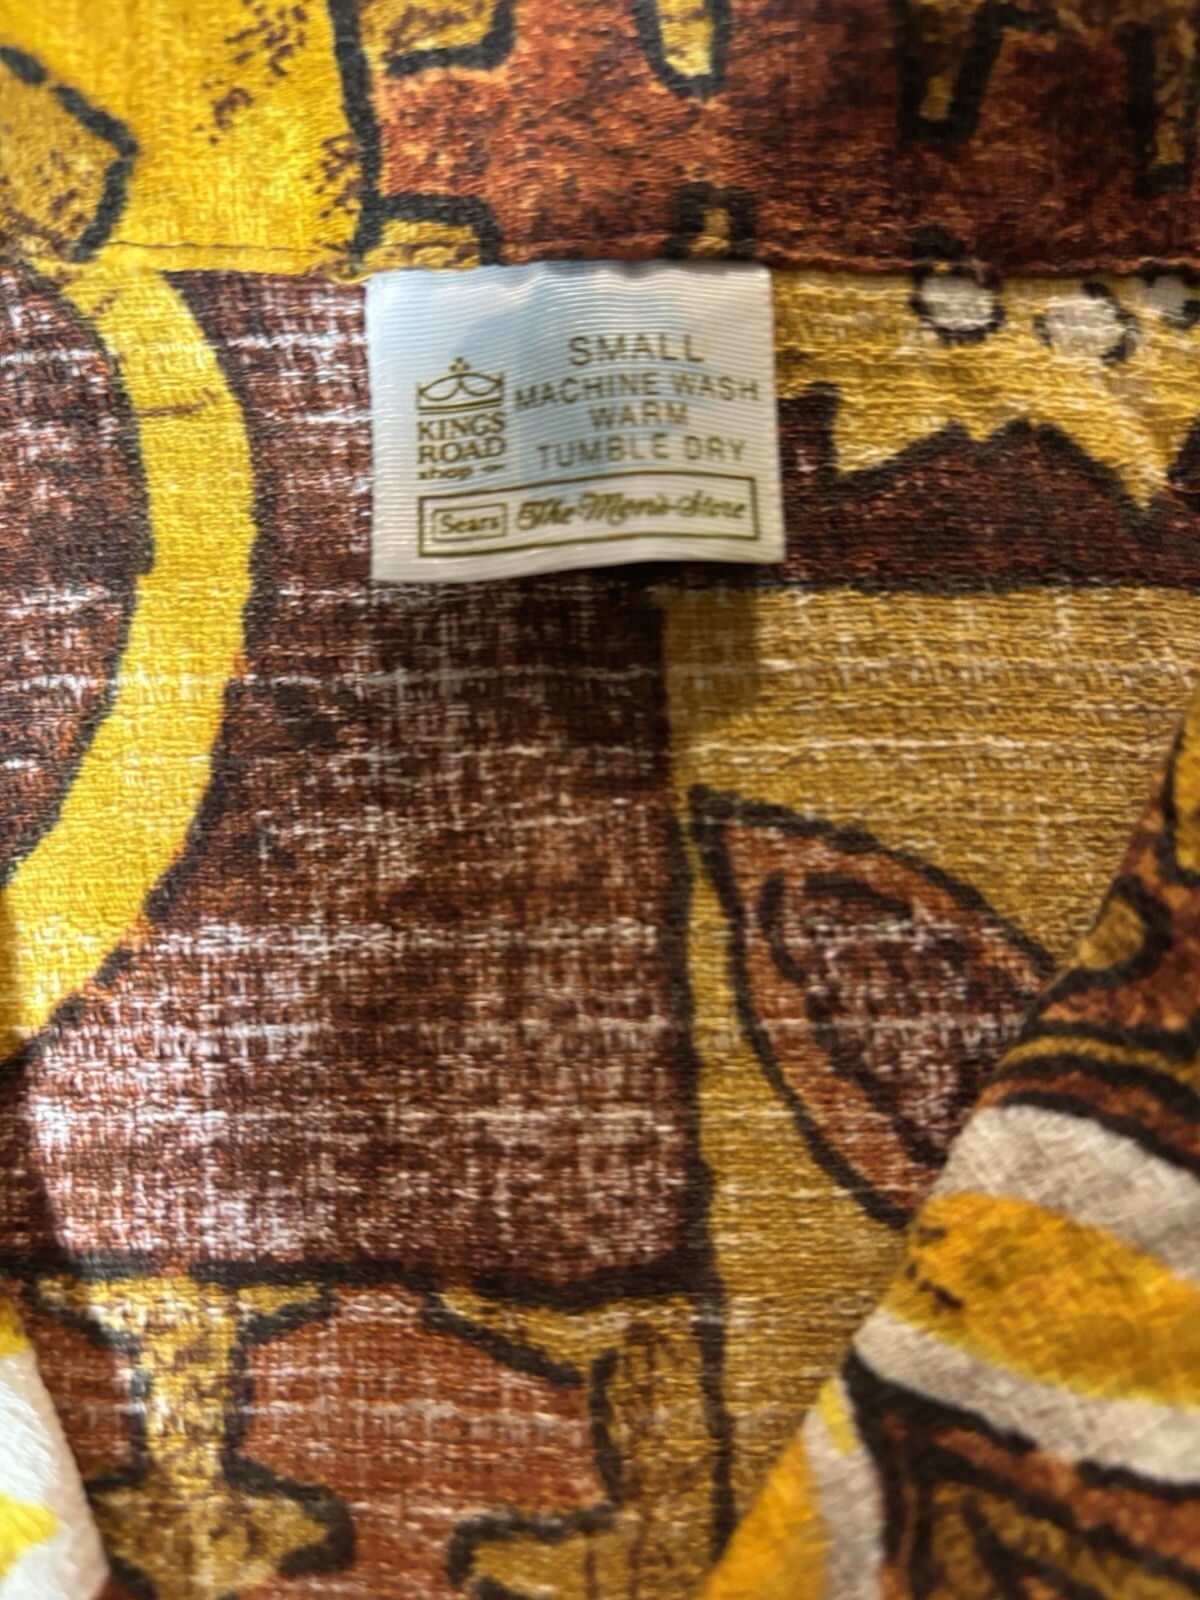 SMALL
MACHINE WASH
WARM
TUMBLE DRY
KINGS
ROAD
shop
Sears The Men's Store